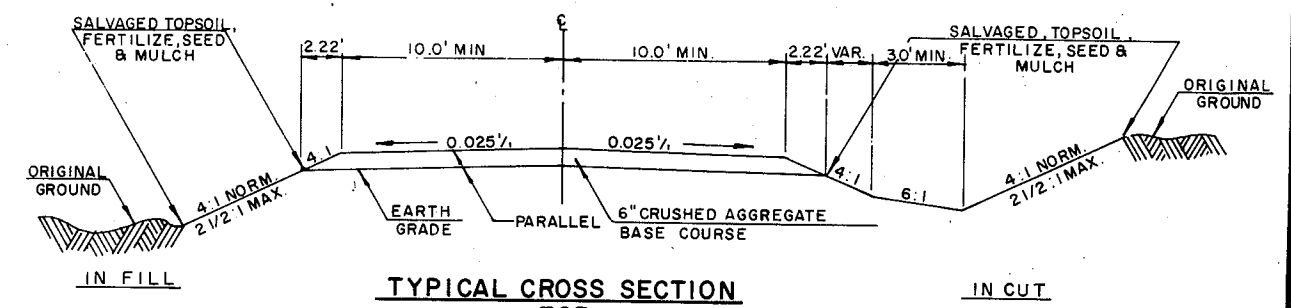 SALVAGED TOPSOIL,
FERTILIZE, SEED
& MULCH
2.22'
10.0' MIN.
℄
10.0' MIN.
2.22'
VAR.
3.0' MIN.
SALVAGED, TOPSOIL,
FERTILIZE, SEED &
MULCH
ORIGINAL
GROUND
ORIGINAL
GROUND
4:1 NORM.
2 1/2:1 MAX.
4:1
0.025'/1
0.025'/1
4:1
6:1
4:1 NORM.
2 1/2:1 MAX.
EARTH
GRADE
PARALLEL
6" CRUSHED AGGREGATE
BASE COURSE
IN FILL
TYPICAL CROSS SECTION
IN CUT